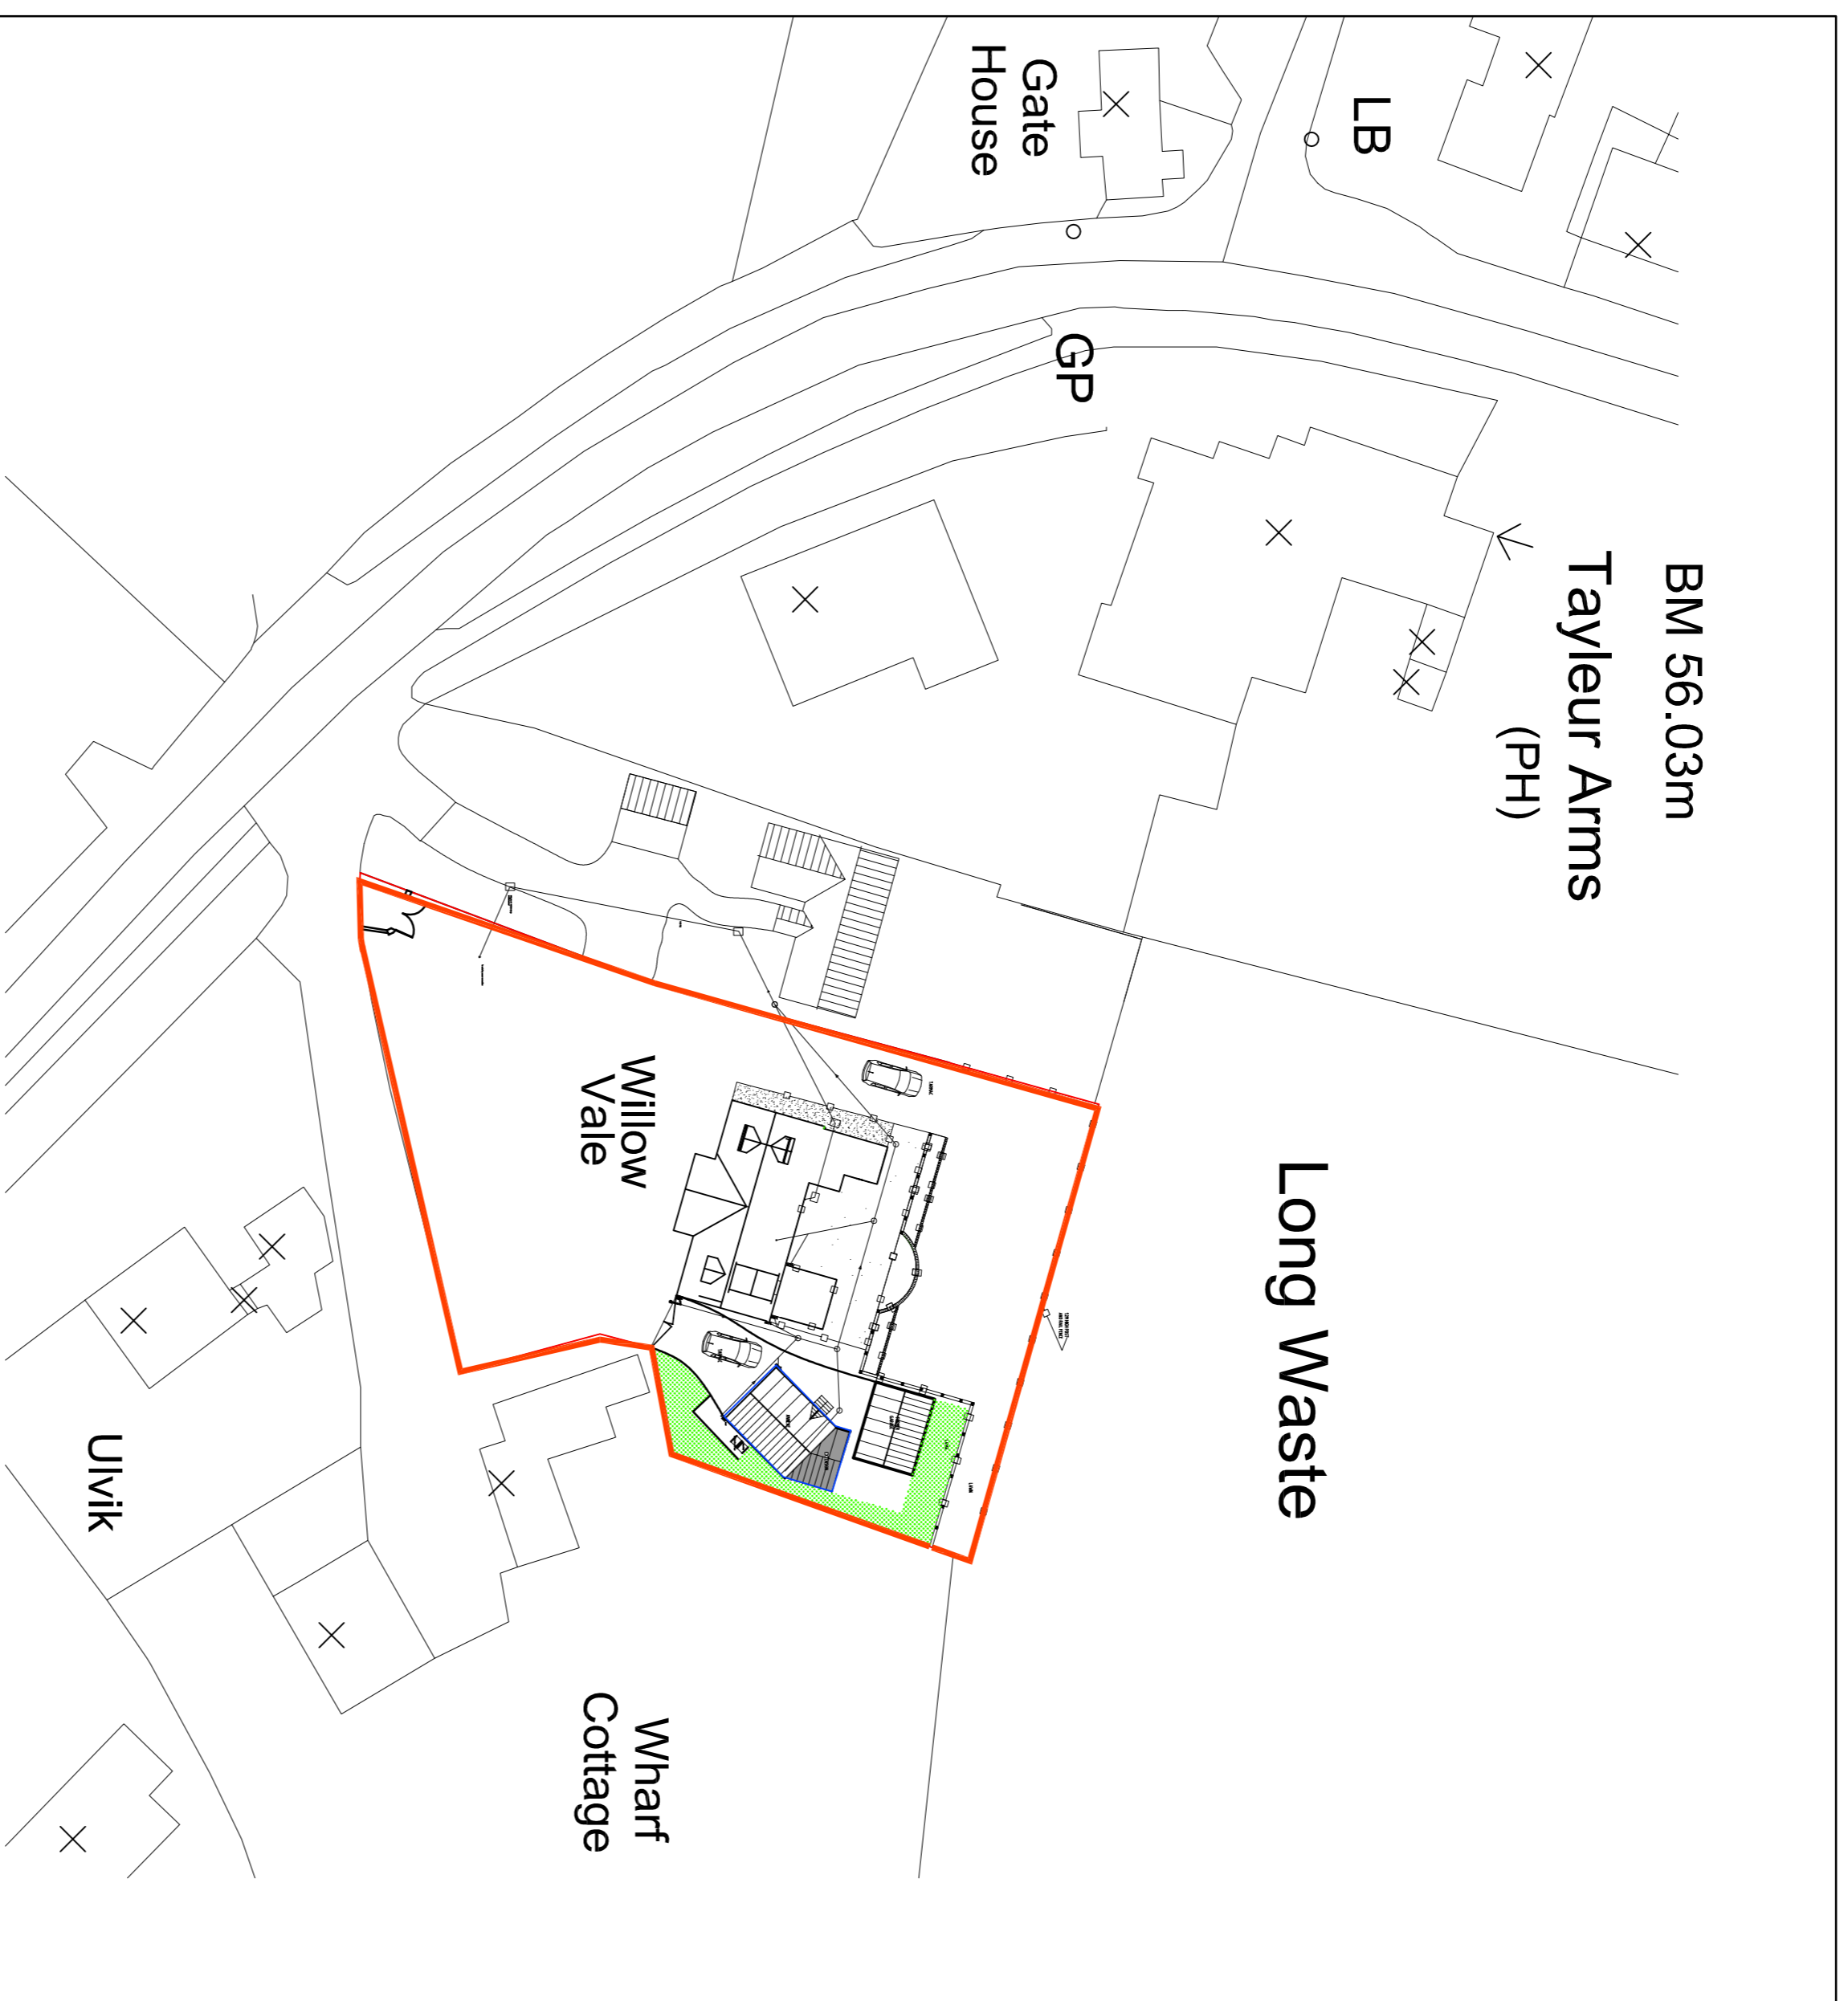 BM 56.03m
Tayleur Arms
(PH)
LB
Gate
House
GP
Long Waste
Willow
Vale
Wharf
Cottage
Ulvik